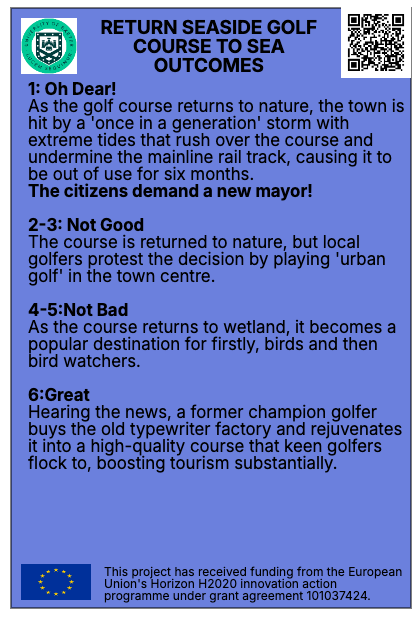 RETURN SEASIDE GOLF
COURSE TO SEA
OUTCOMES
1: Oh Dear!
As the golf course returns to nature, the town is
hit by a 'once in a generation' storm with
extreme tides that rush over the course and
undermine the mainline rail track, causing it to
be out of use for six months.
The citizens demand a new mayor!
2-3: Not Good
The course is returned to nature, but local
golfers protest the decision by playing 'urban
golf' in the town centre.
4-5:Not Bad
As the course returns to wetland, it becomes a
popular destination for firstly, birds and then
bird watchers.
6:Great
Hearing the news, a former champion golfer
buys the old typewriter factory and rejuvenates
it into a high-quality course that keen golfers
flock to, boosting tourism substantially.
This project has received funding from the European
Union's Horizon H2020 innovation action
programme under grant agreement 101037424.